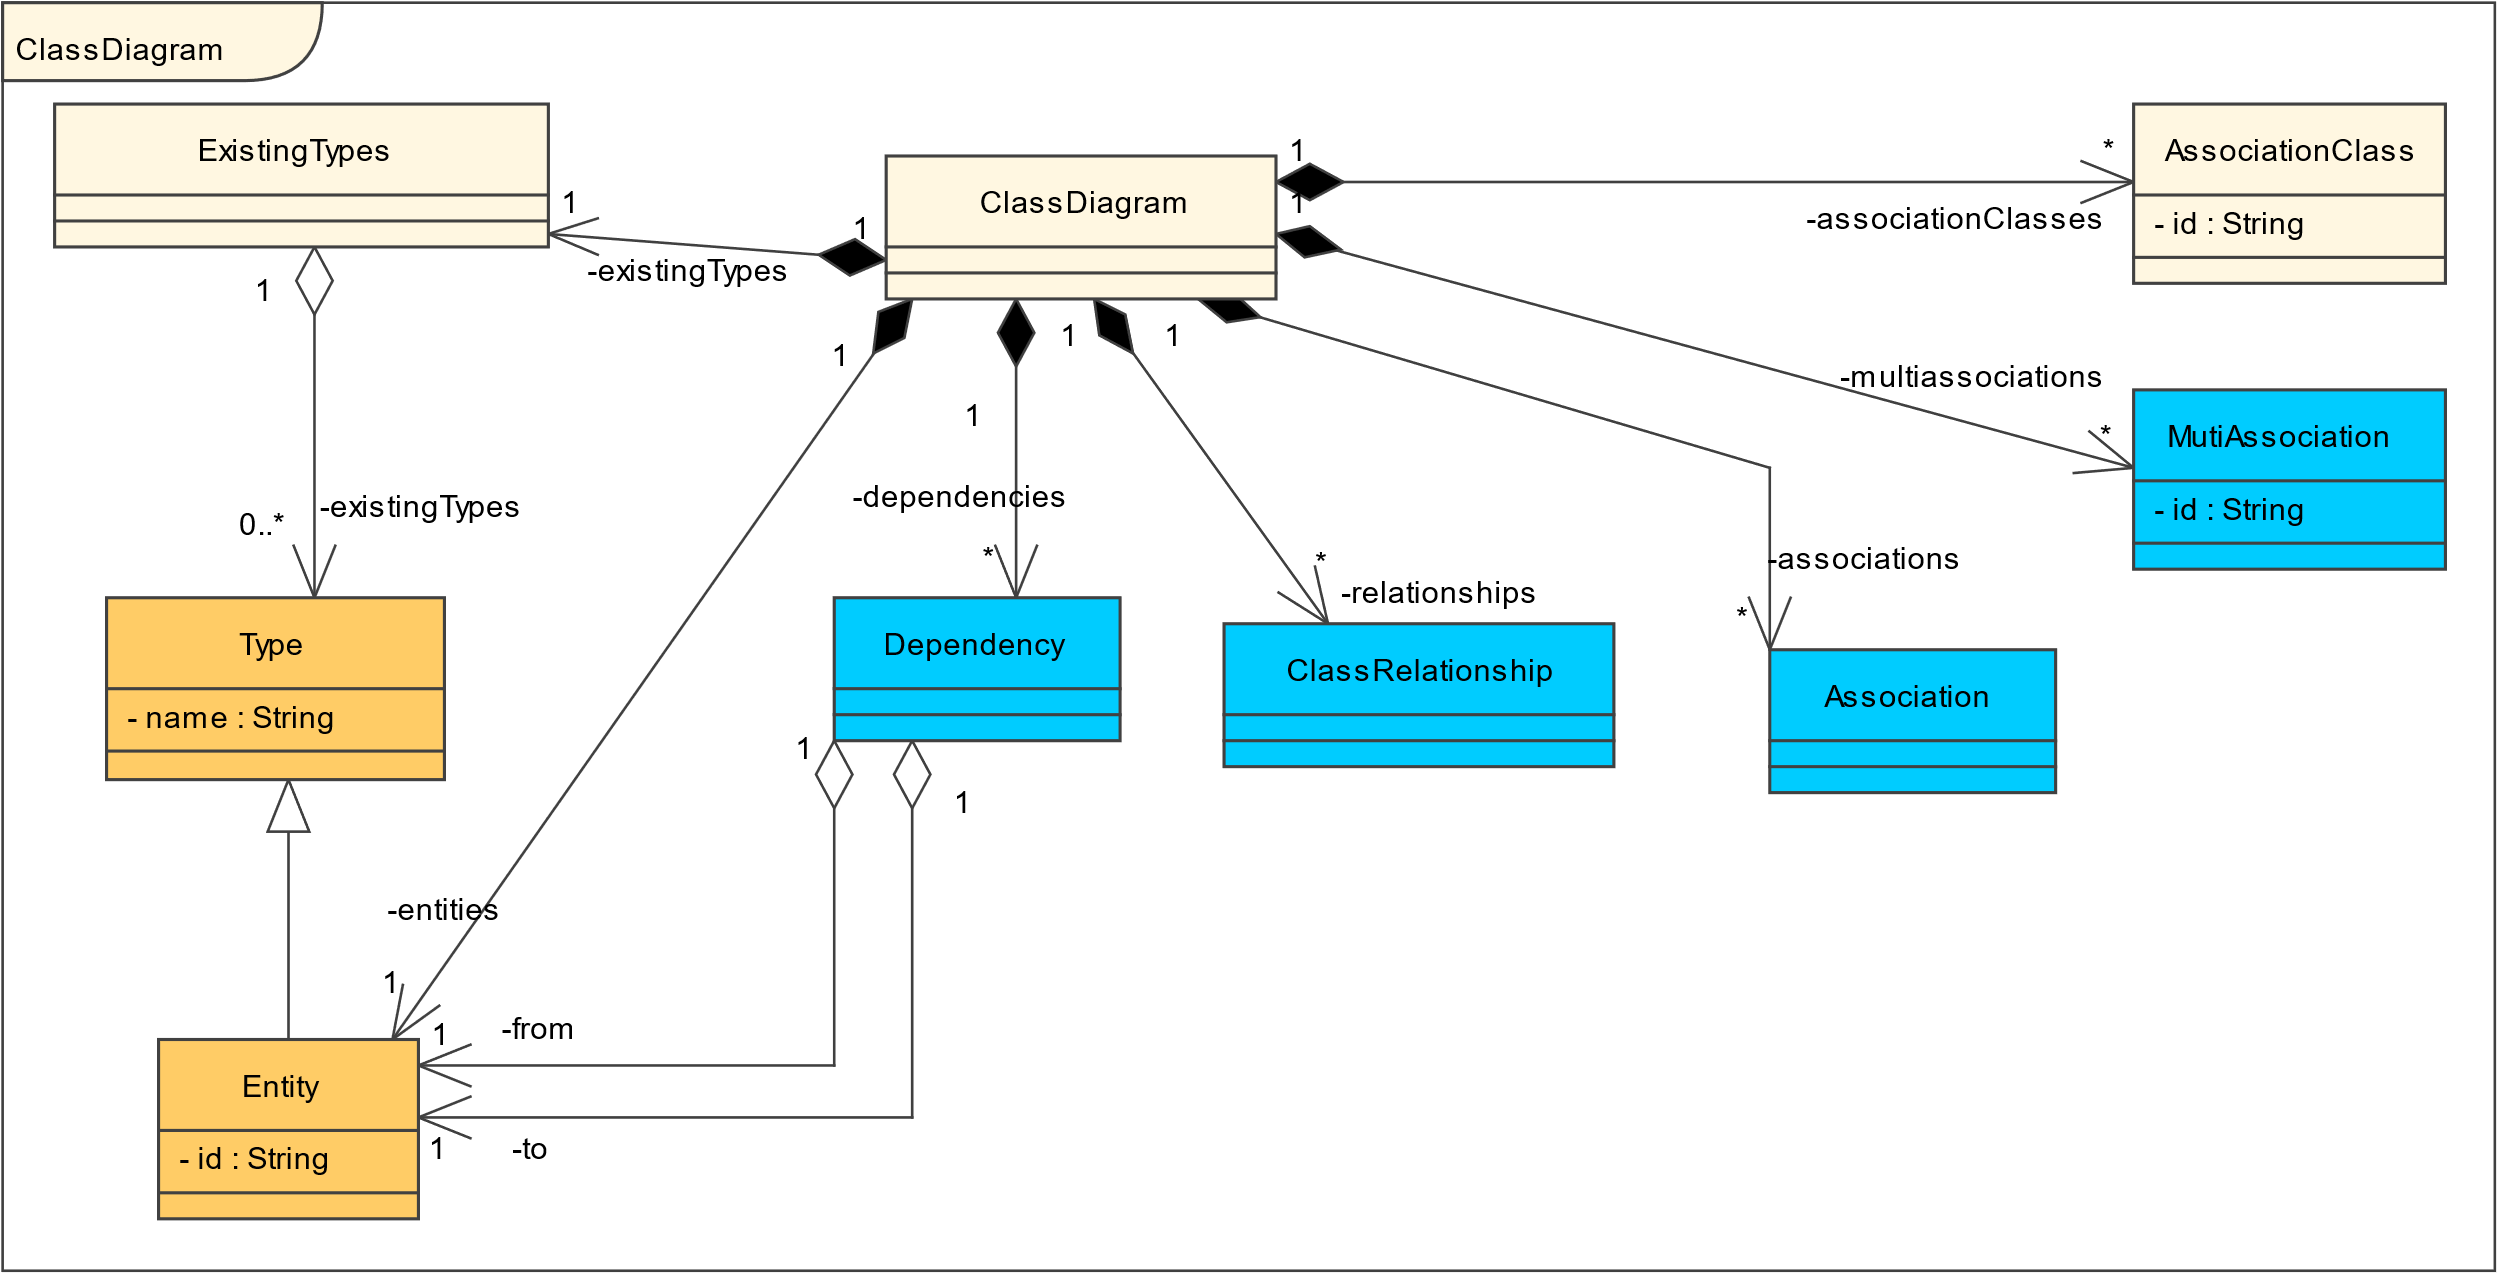 ClassDiagram
ExistingTypes
ClassDiagram
AssociationClass
- id : String
1
*
-associationClasses
1
1
1
-existingTypes
1
1
1
1
1
-multiassociations
*
MutiAssociation
- id : String
0..*
-existingTypes
-dependencies
*
*
-relationships
-associations
*
Type
- name : String
Dependency
ClassRelationship
Association
1
1
-entities
1
1
-from
Entity
- id : String
1
-to